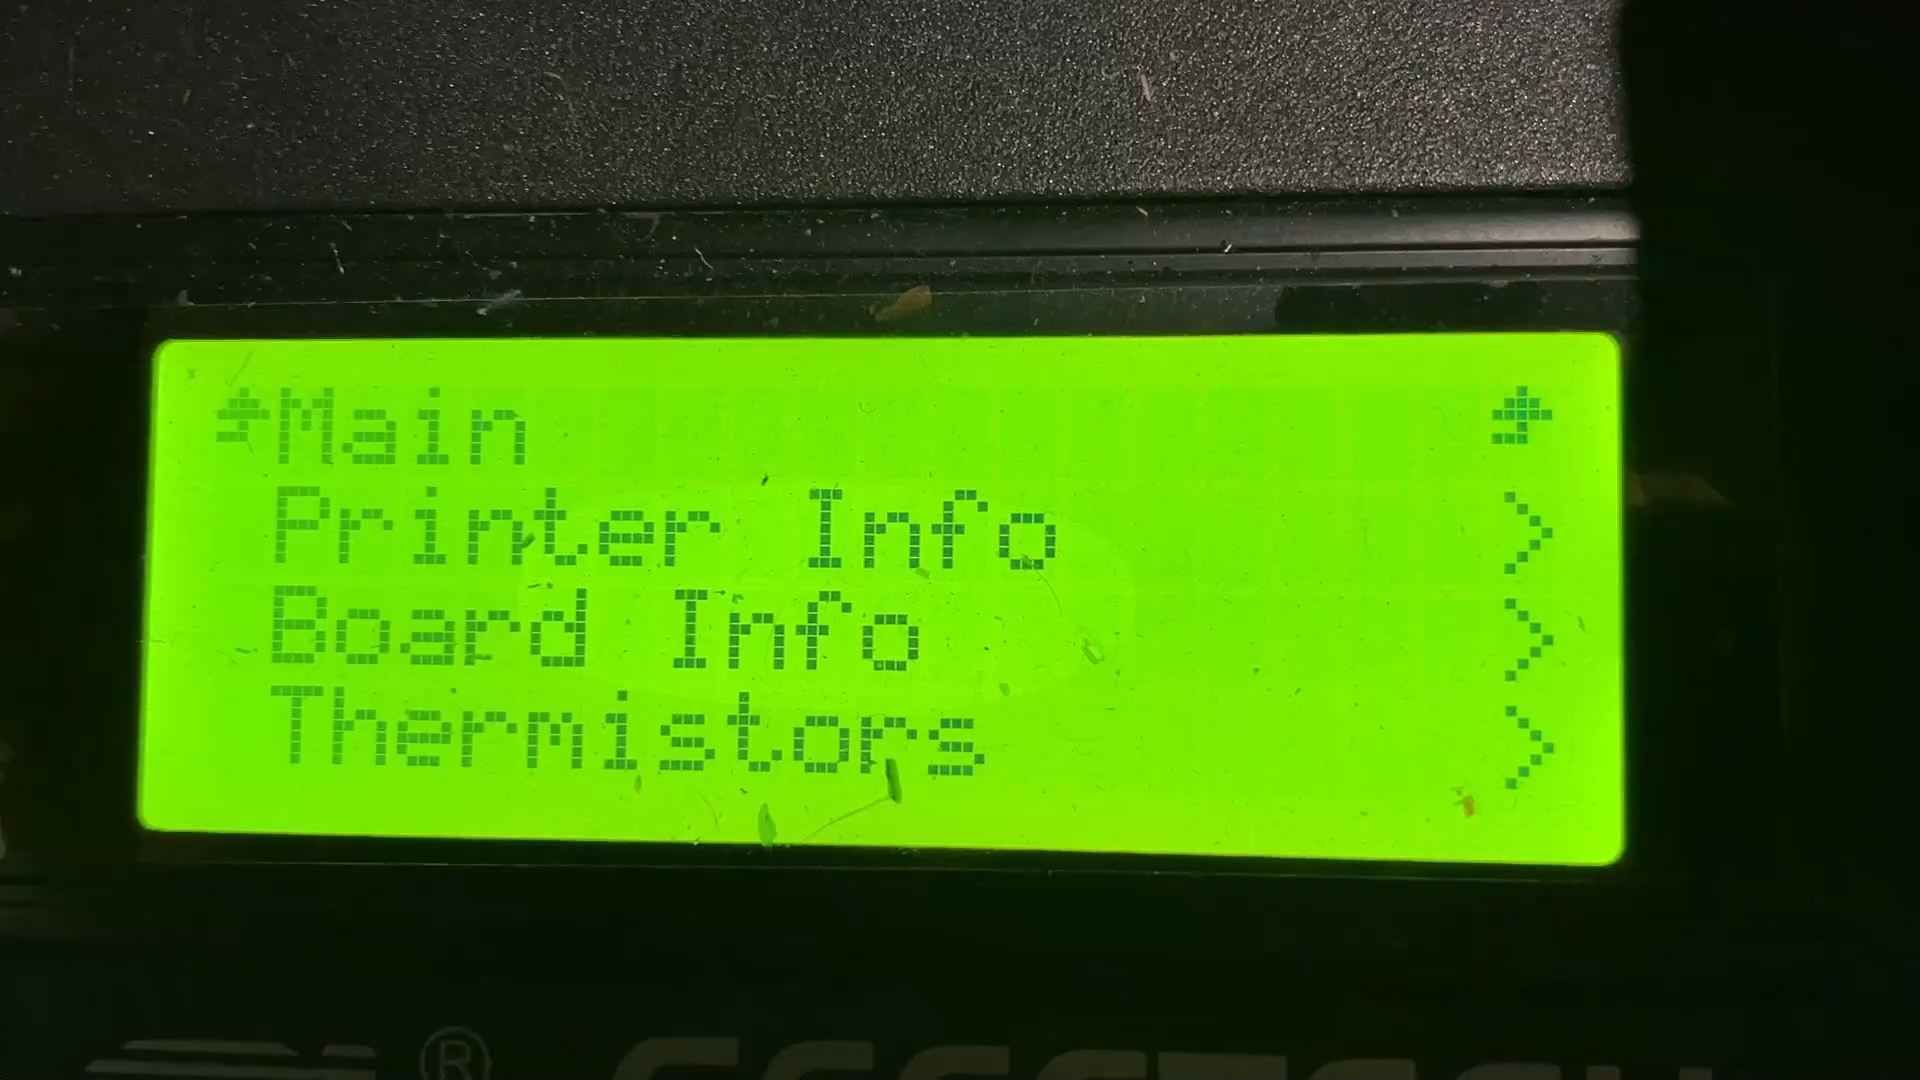 Main
Printer Info >
Board Info >
Thermistors >
®